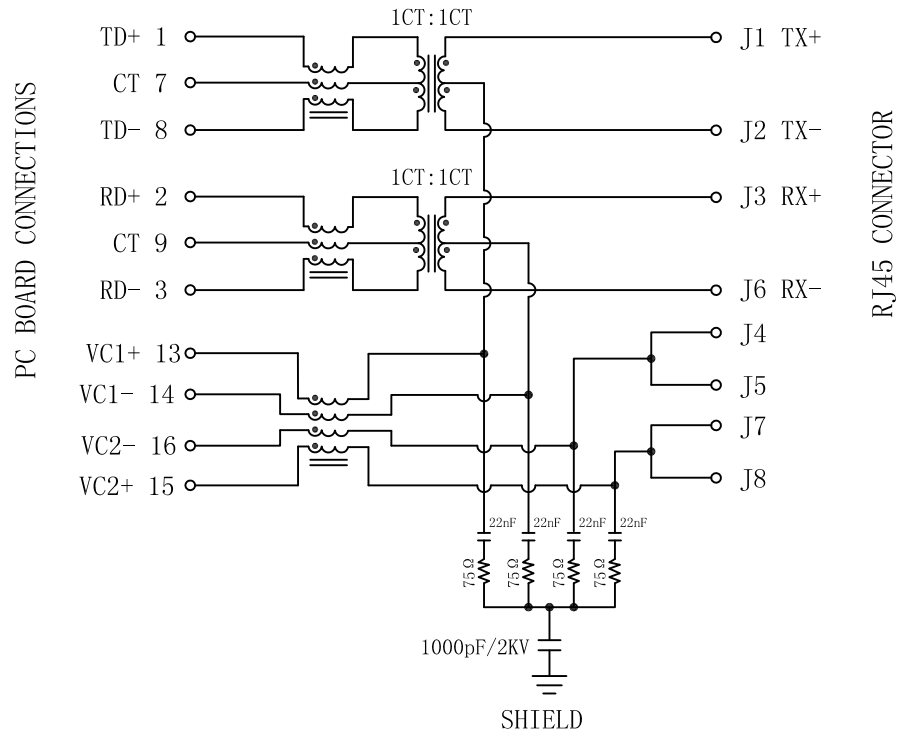 1CT:1CT
TD+ 1
J1 TX+
CT 7
TD- 8
J2 TX-
1CT:1CT
RD+ 2
J3 RX+
CT 9
RD- 3
J6 RX-
PC BOARD CONNECTIONS
RJ45 CONNECTOR
VC1+ 13
J4
VC1- 14
J5
VC2- 16
J7
VC2+ 15
J8
22nF
22nF
22nF
22nF
75Ω
75Ω
75Ω
75Ω
1000pF/2KV
SHIELD